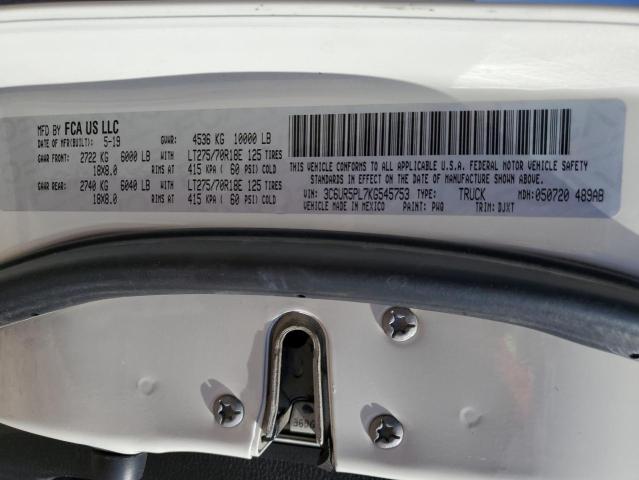 MFD BY FCA US LLC
DATE OF MFR(BUILT): 5-19 GVWR: 4536 KG 10000 LB
GAWR FRONT: 2722 KG 6000 LB WITH LT275/70R18E 125 TIRES
18X8.0 RIMS AT 415 KPA ( 60 PSI) COLD
GAWR REAR: 2740 KG 6040 LB WITH LT275/70R18E 125 TIRES
18X8.0 RIMS AT 415 KPA ( 60 PSI) COLD
THIS VEHICLE CONFORMS TO ALL APPLICABLE U.S.A. FEDERAL MOTOR VEHICLE SAFETY
STANDARDS IN EFFECT ON THE DATE OF MANUFACTURE SHOWN ABOVE.
VIN: 3C6UR5PL7KG545753 TYPE: TRUCK MDH: 050720 489AB
VEHICLE MADE IN MEXICO PAINT: PW7 TRIM: DJX7